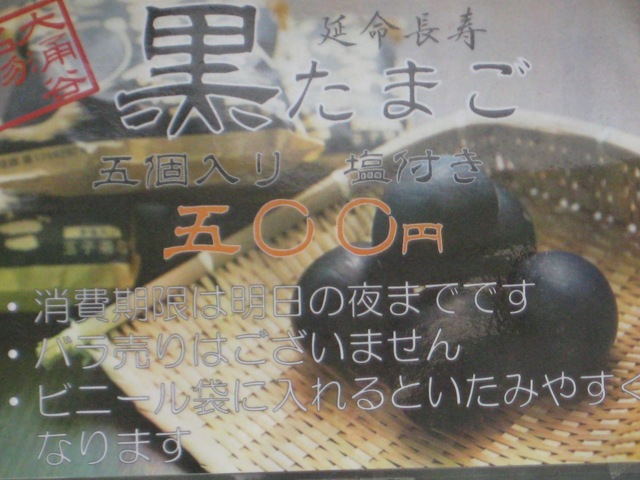 大涌谷
延命長寿
黒たまご
五個入り 塩付き
五〇〇円
・消費期限は明日の夜までです
・バラ売りはございません
・ビニール袋に入れるといたみやすく
なります